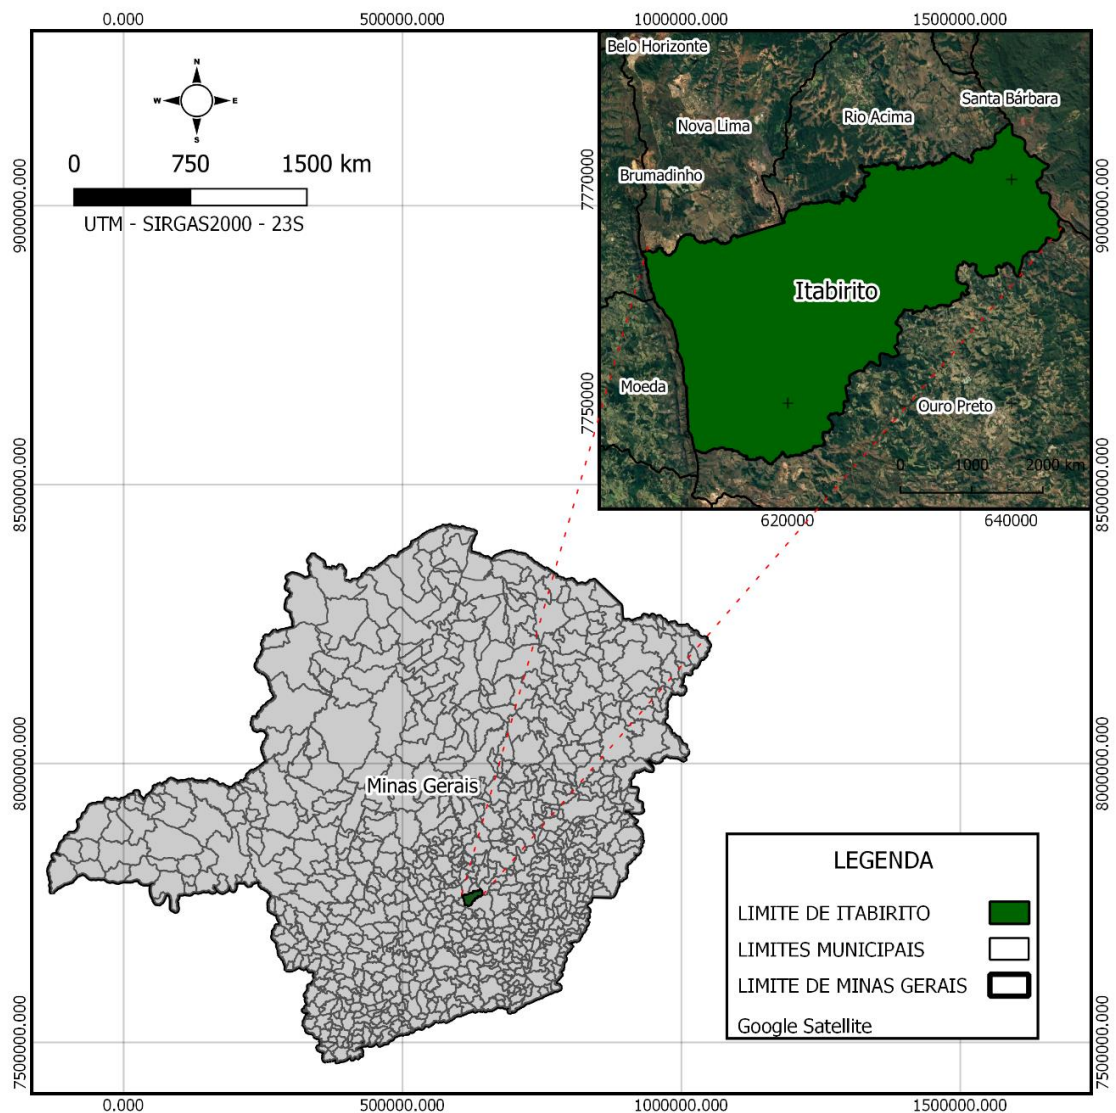 0.000
500000.000
1000000.000
1500000.000
N
W
E
S
0 750 1500 km
UTM - SIRGAS2000 - 23S
9000000.000
8500000.000
8000000.000
7500000.000
Belo Horizonte
Nova Lima
Rio Acima
Santa Bárbara
Brumadinho
Itabirito
Moeda
Ouro Preto
7770000
7750000
0 1000 2000 km
620000
640000
9000000.000
8500000.000
8000000.000
7500000.000
Minas Gerais
LEGENDA
LIMITE DE ITABIRITO
LIMITES MUNICIPAIS
LIMITE DE MINAS GERAIS
Google Satellite
0.000
500000.000
1000000.000
1500000.000